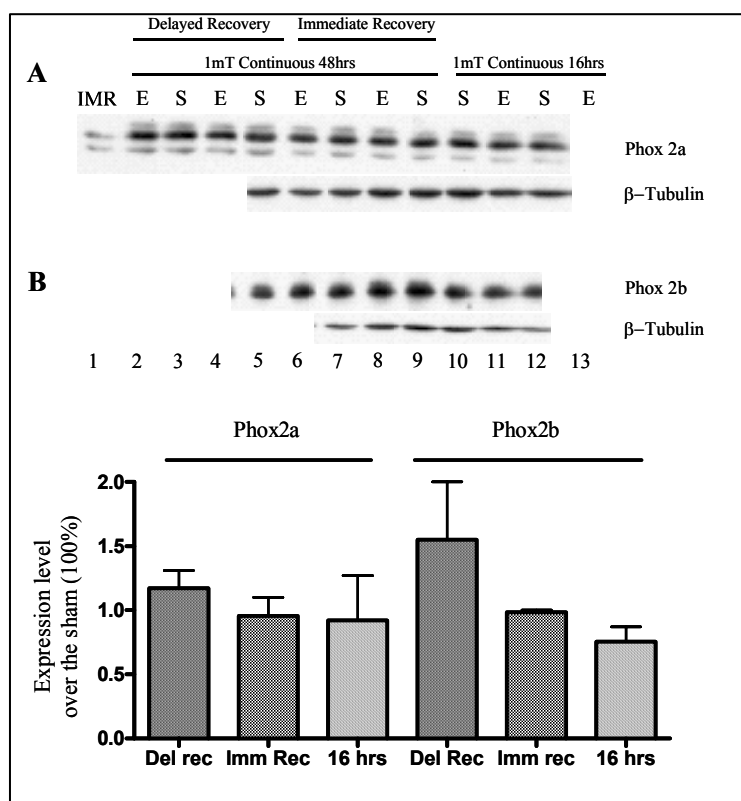 Delayed Recovery Immediate Recovery
A 1mT Continuous 48hrs 1mT Continuous 16hrs
IMR E S E S E S E S S E S E
Phox 2a
β–Tubulin
B
Phox 2b
β–Tubulin
1 2 3 4 5 6 7 8 9 10 11 12 13
Phox2a Phox2b
Expression level
over the sham (100%)
2.0
1.5
1.0
0.5
0.0
Del rec Imm Rec 16 hrs Del Rec Imm rec 16 hrs